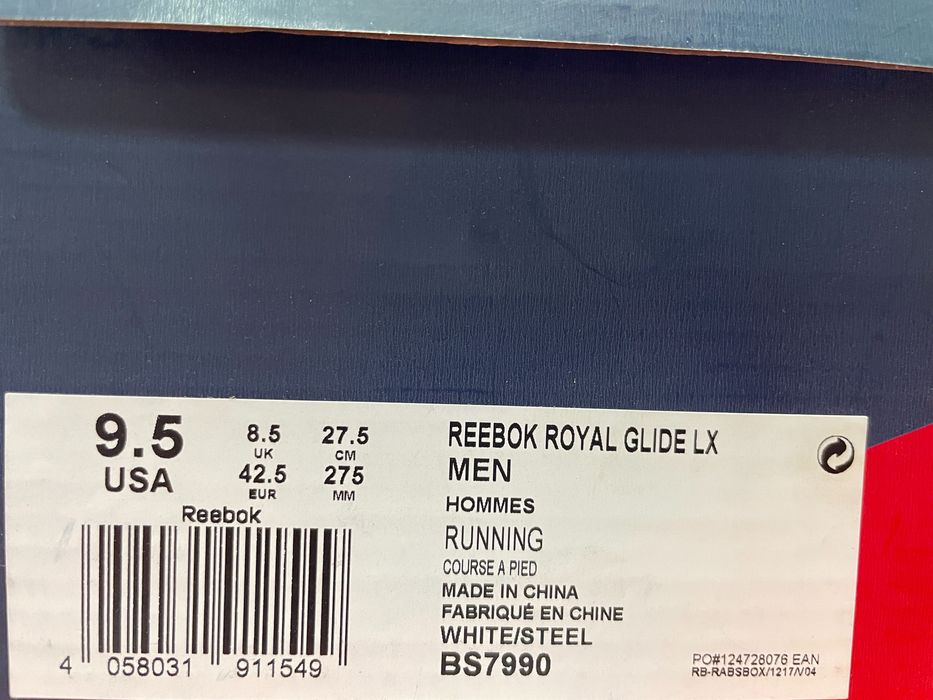 9.5
USA
8.5
UK
42.5
EUR
27.5
CM
275
MM
Reebok
4 058031 911549
REEBOK ROYAL GLIDE LX
MEN
HOMMES
RUNNING
COURSE A PIED
MADE IN CHINA
FABRIQUÉ EN CHINE
WHITE/STEEL
BS7990
PO#124728076 EAN
RB-RABSBOX/1217/V04